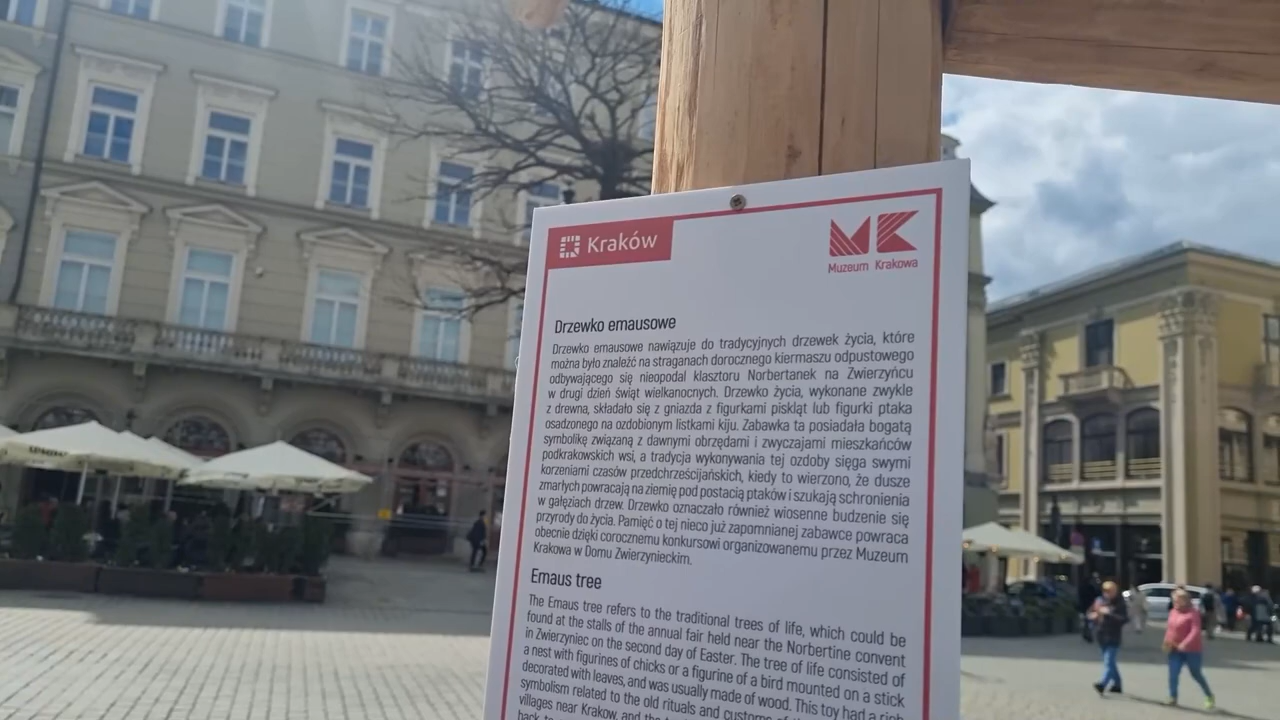 Kraków
Muzeum Krakowa
Drzewko emausowe
Drzewko emausowe nawiązuje do tradycyjnych drzewek życia, które
można było znaleźć na straganach dorocznego kiermaszu odpustowego
odbywającego się nieopodal klasztoru Norbertanek na Zwierzyńcu
w drugi dzień świąt wielkanocnych. Drzewko życia, wykonane zwykle
z drewna, składało się z gniazda z figurkami piskląt lub figurki ptaka
osadzonego na ozdobionym listkami kiju. Zabawka ta posiadała bogatą
symbolikę związaną z dawnymi obrzędami i zwyczajami mieszkańców
podkrakowskich wsi, a tradycja wykonywania tej ozdoby sięga swymi
korzeniami czasów przedchrześcijańskich, kiedy to wierzono, że dusze
zmarłych powracają na ziemię pod postacią ptaków i szukają schronienia
w gałęziach drzew. Drzewko oznaczało również wiosenne budzenie się
przyrody do życia. Pamięć o tej nieco już zapomnianej zabawce powraca
obecnie dzięki corocznemu konkursowi organizowanemu przez Muzeum
Krakowa w Domu Zwierzynieckim.
Emaus tree
The Emaus tree refers to the traditional trees of life, which could be
found at the stalls of the annual fair held near the Norbertine convent
in Zwierzyniec on the second day of Easter. The tree of life consisted of
a nest with figurines of chicks or a figurine of a bird mounted on a stick
decorated with leaves, and was usually made of wood. This toy had a rich
symbolism related to the old rituals and customs of
villages near Krakow, and the